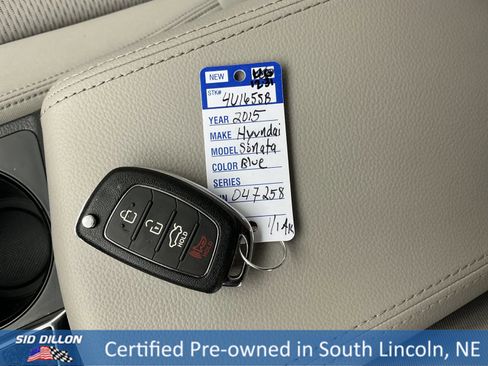 NEW
STK# 4U1655B
YEAR 2015
MAKE Hyundai
MODEL Sonata
COLOR Blue
SERIES
047258
HOLD
HOLD
SID DILLON
Certified Pre-owned in South Lincoln, NE